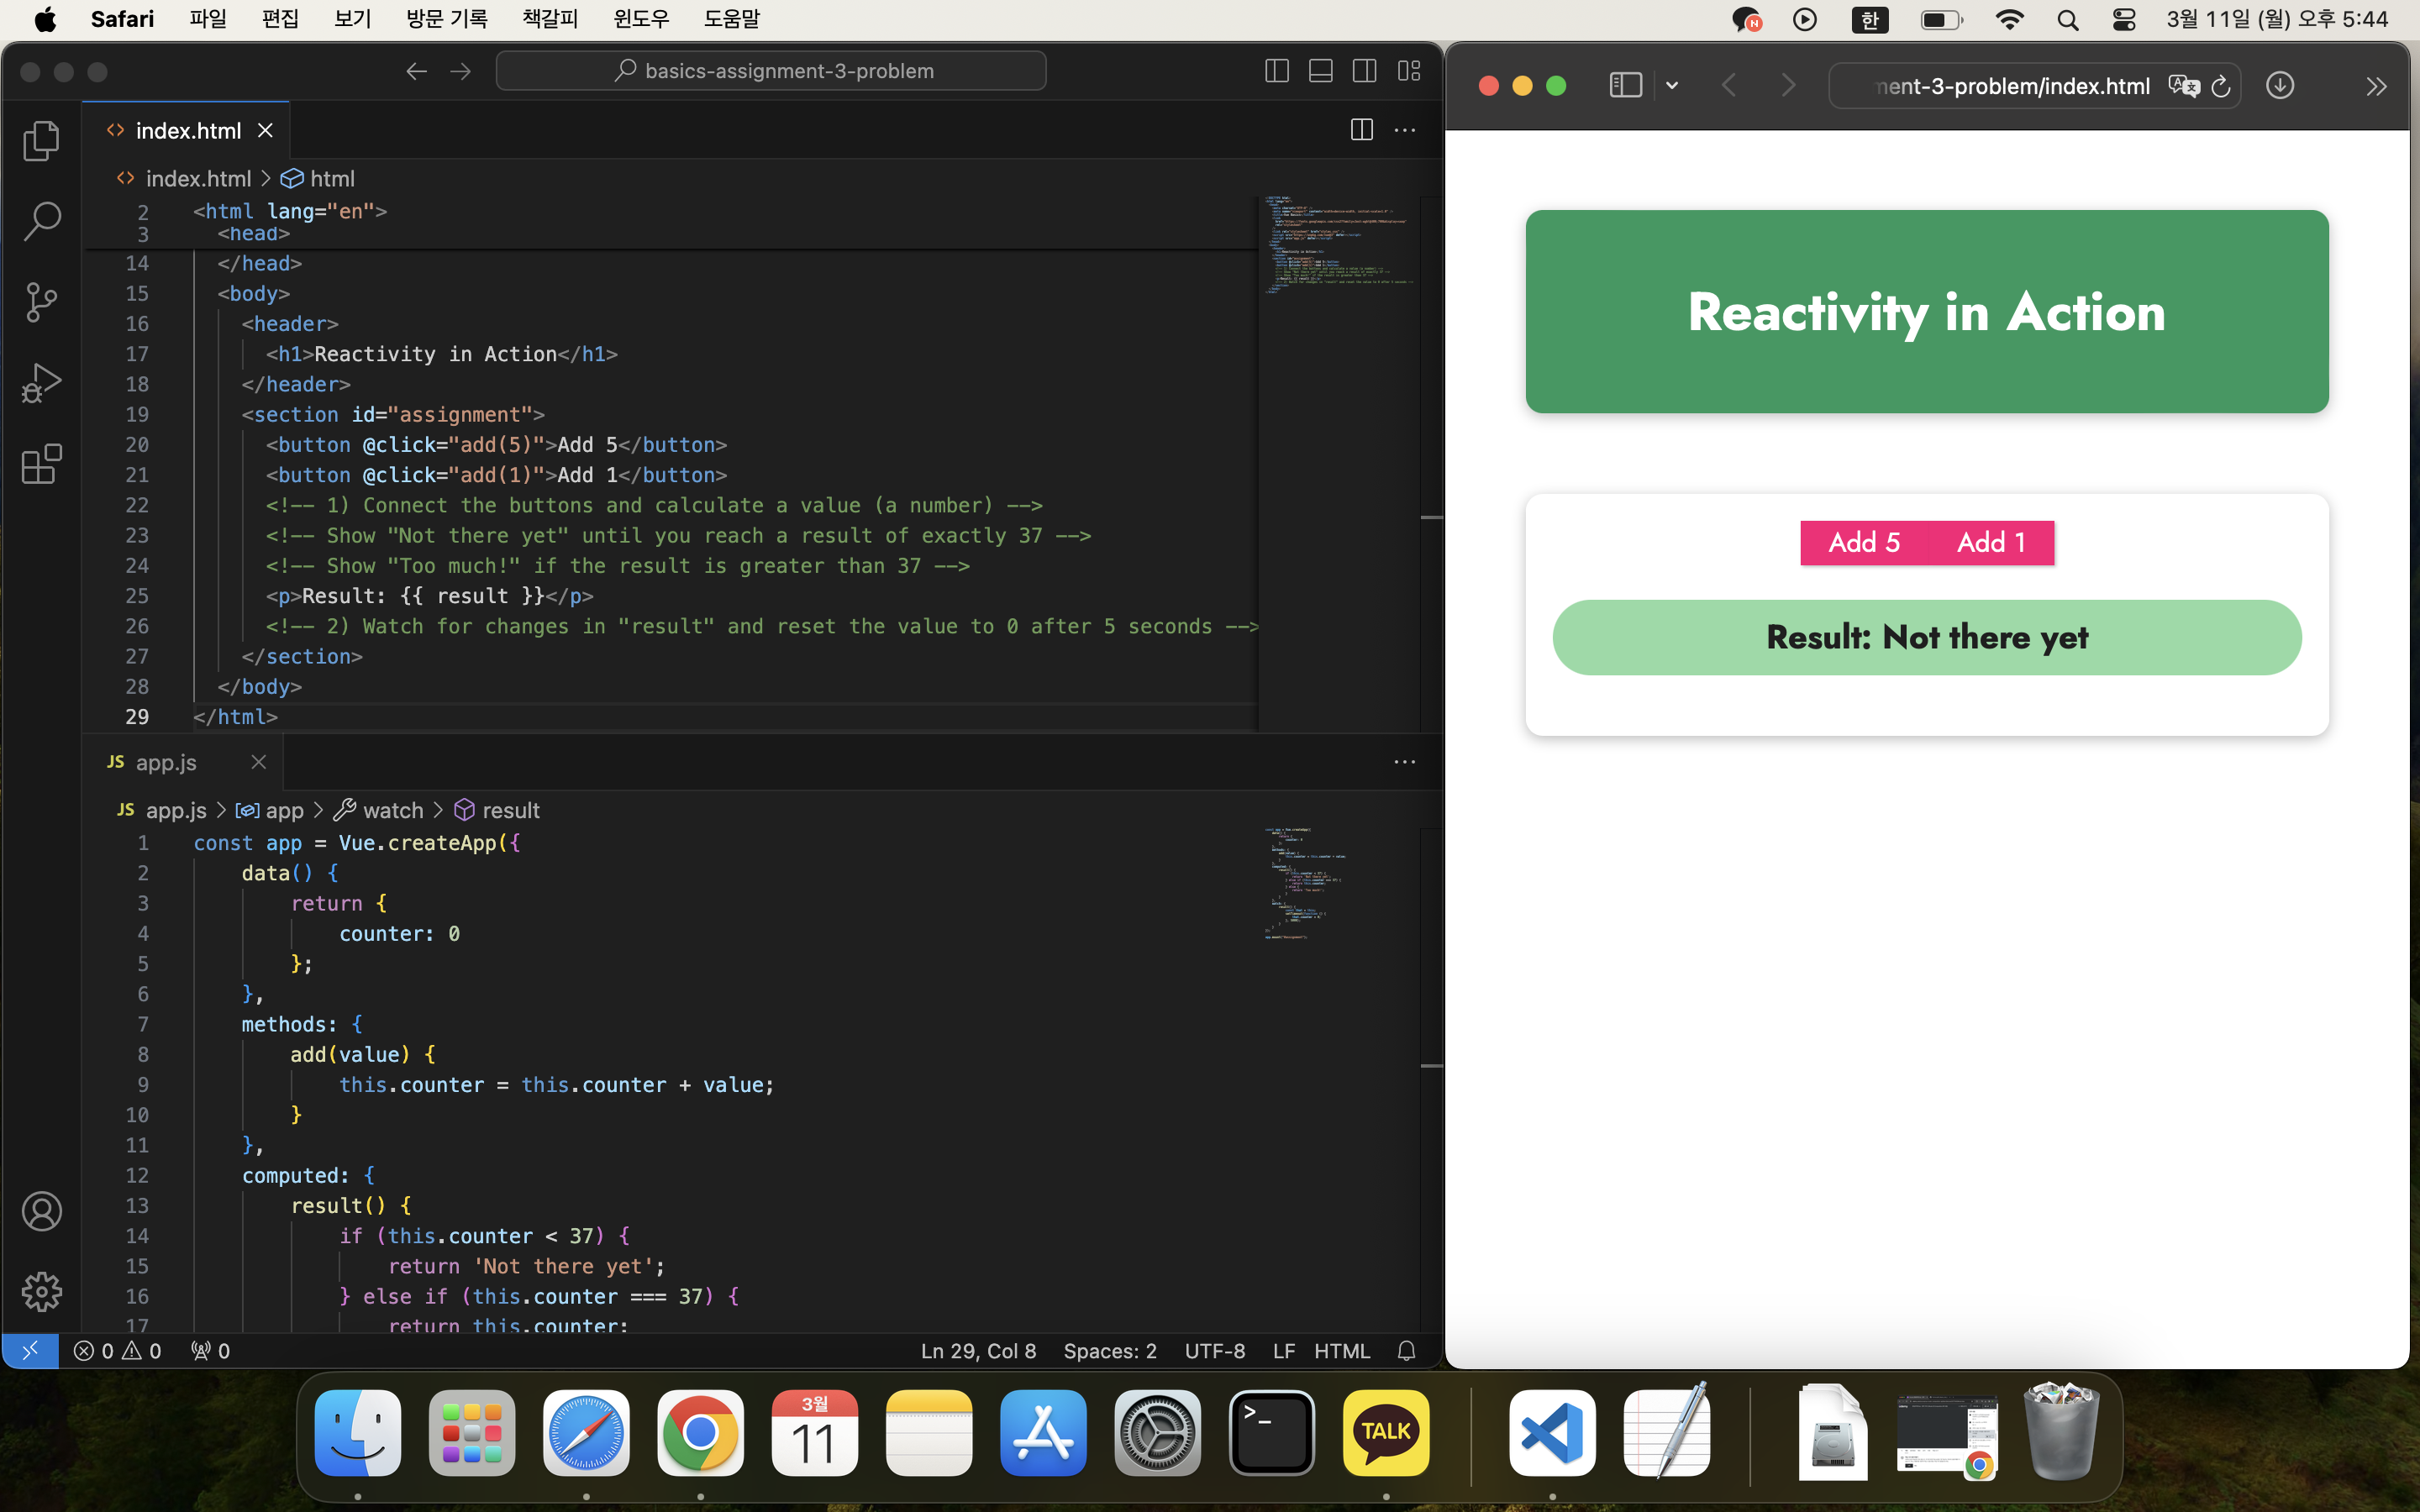 Safari 파일 편집 보기 방문 기록 책갈피 윈도우 도움말
N 한 3월 11일 (월) 오후 5:44
basics-assignment-3-problem
index.html
index.html > html
2 <html lang="en">
3 <head>
14 </head>
15 <body>
16 <header>
17 <h1>Reactivity in Action</h1>
18 </header>
19 <section id="assignment">
20 <button @click="add(5)">Add 5</button>
21 <button @click="add(1)">Add 1</button>
22 <!-- 1) Connect the buttons and calculate a value (a number) -->
23 <!-- Show "Not there yet" until you reach a result of exactly 37 -->
24 <!-- Show "Too much!" if the result is greater than 37 -->
25 <p>Result: {{ result }}</p>
26 <!-- 2) Watch for changes in "result" and reset the value to 0 after 5 seconds -->
27 </section>
28 </body>
29 </html>
JS app.js
JS app.js > app > watch > result
1 const app = Vue.createApp({
2 data() {
3 return {
4 counter: 0
5 };
6 },
7 methods: {
8 add(value) {
9 this.counter = this.counter + value;
10 }
11 },
12 computed: {
13 result() {
14 if (this.counter < 37) {
15 return 'Not there yet';
16 } else if (this.counter === 37) {
17 return this.counter;
0 0 0
Ln 29, Col 8 Spaces: 2 UTF-8 LF HTML
ment-3-problem/index.html
Reactivity in Action
Add 5 Add 1
Result: Not there yet
3월
11
>_
TALK